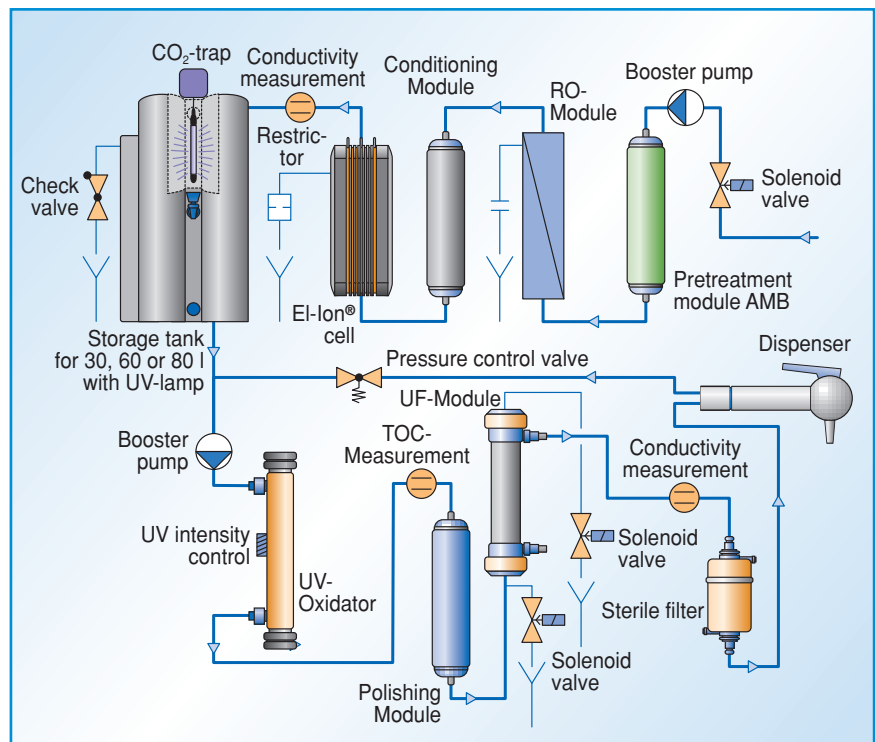 CO₂-trap
Conductivity
measurement
Conditioning
Module
RO-
Module
Booster pump
Restric-
tor
Check
valve
Solenoid
valve
El-Ion®
cell
Pretreatment
module AMB
Storage tank
for 30, 60 or 80 l
with UV-lamp
Pressure control valve
Dispenser
UF-Module
Booster
pump
TOC-
Measurement
Conductivity
measurement
UV intensity
control
UV-
Oxidator
Solenoid
valve
Sterile filter
Solenoid
valve
Polishing
Module